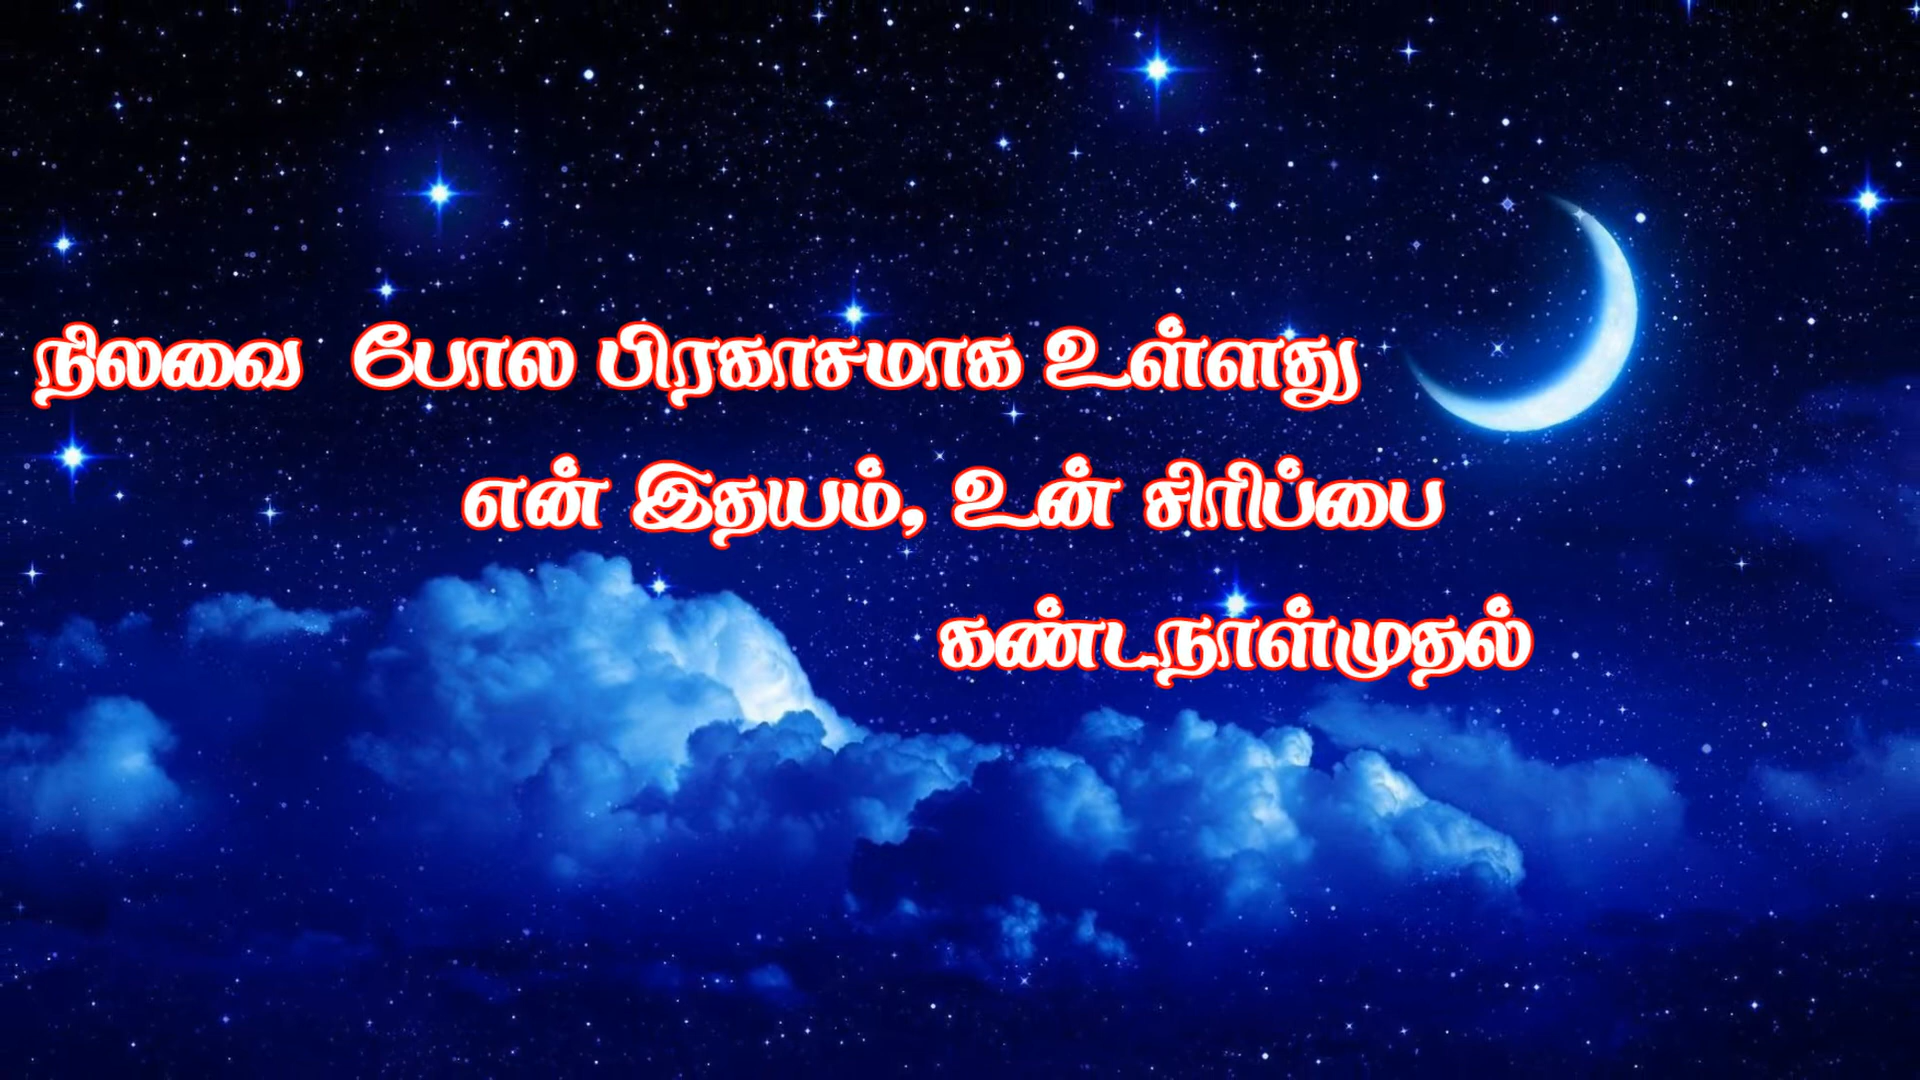 நிலவை போல பிரகாசமாக உள்ளது
என் இதயம், உன் சிரிப்பை
கண்டநாள்முதல்